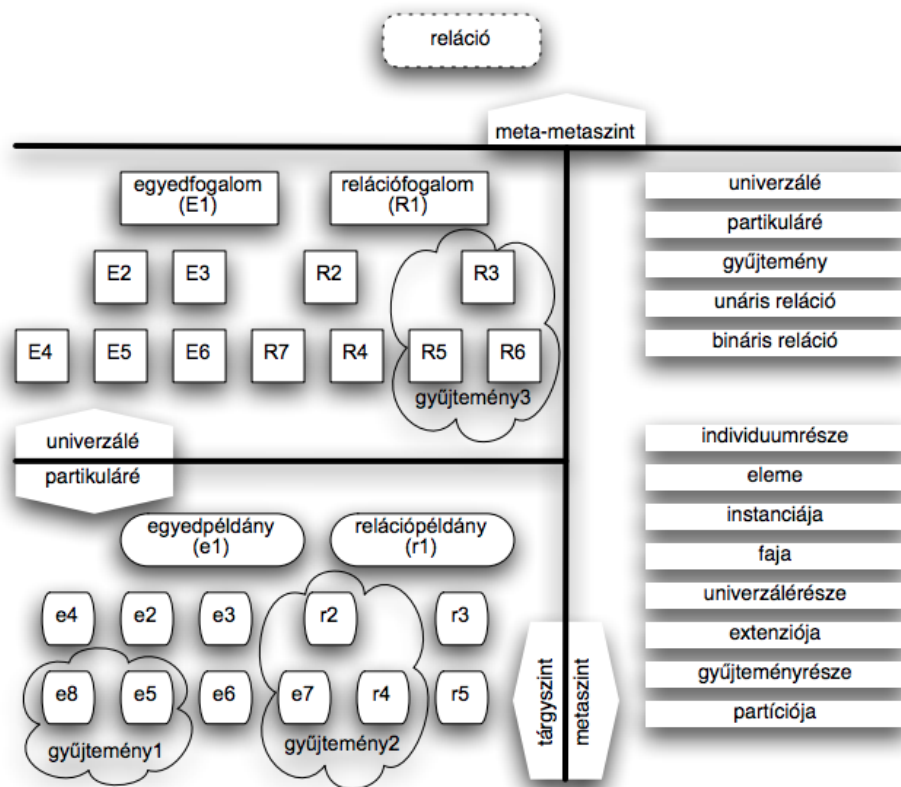 reláció
meta-metaszint
egyedfogalom
(E1)
relációfogalom
(R1)
E2
E3
R2
R3
E4
E5
E6
R7
R4
R5
R6
gyűjtemény3
univerzálé
partikuláré
egyedpéldány
(e1)
relációpéldány
(r1)
e4
e2
e3
r2
r3
e8
e5
e6
e7
r4
r5
gyűjtemény1
gyűjtemény2
tárgyszint
metaszint
univerzálé
partikuláré
gyűjtemény
unáris reláció
bináris reláció
individuumrésze
eleme
instanciája
faja
univerzálérésze
extenziója
gyűjteményrésze
partíciója